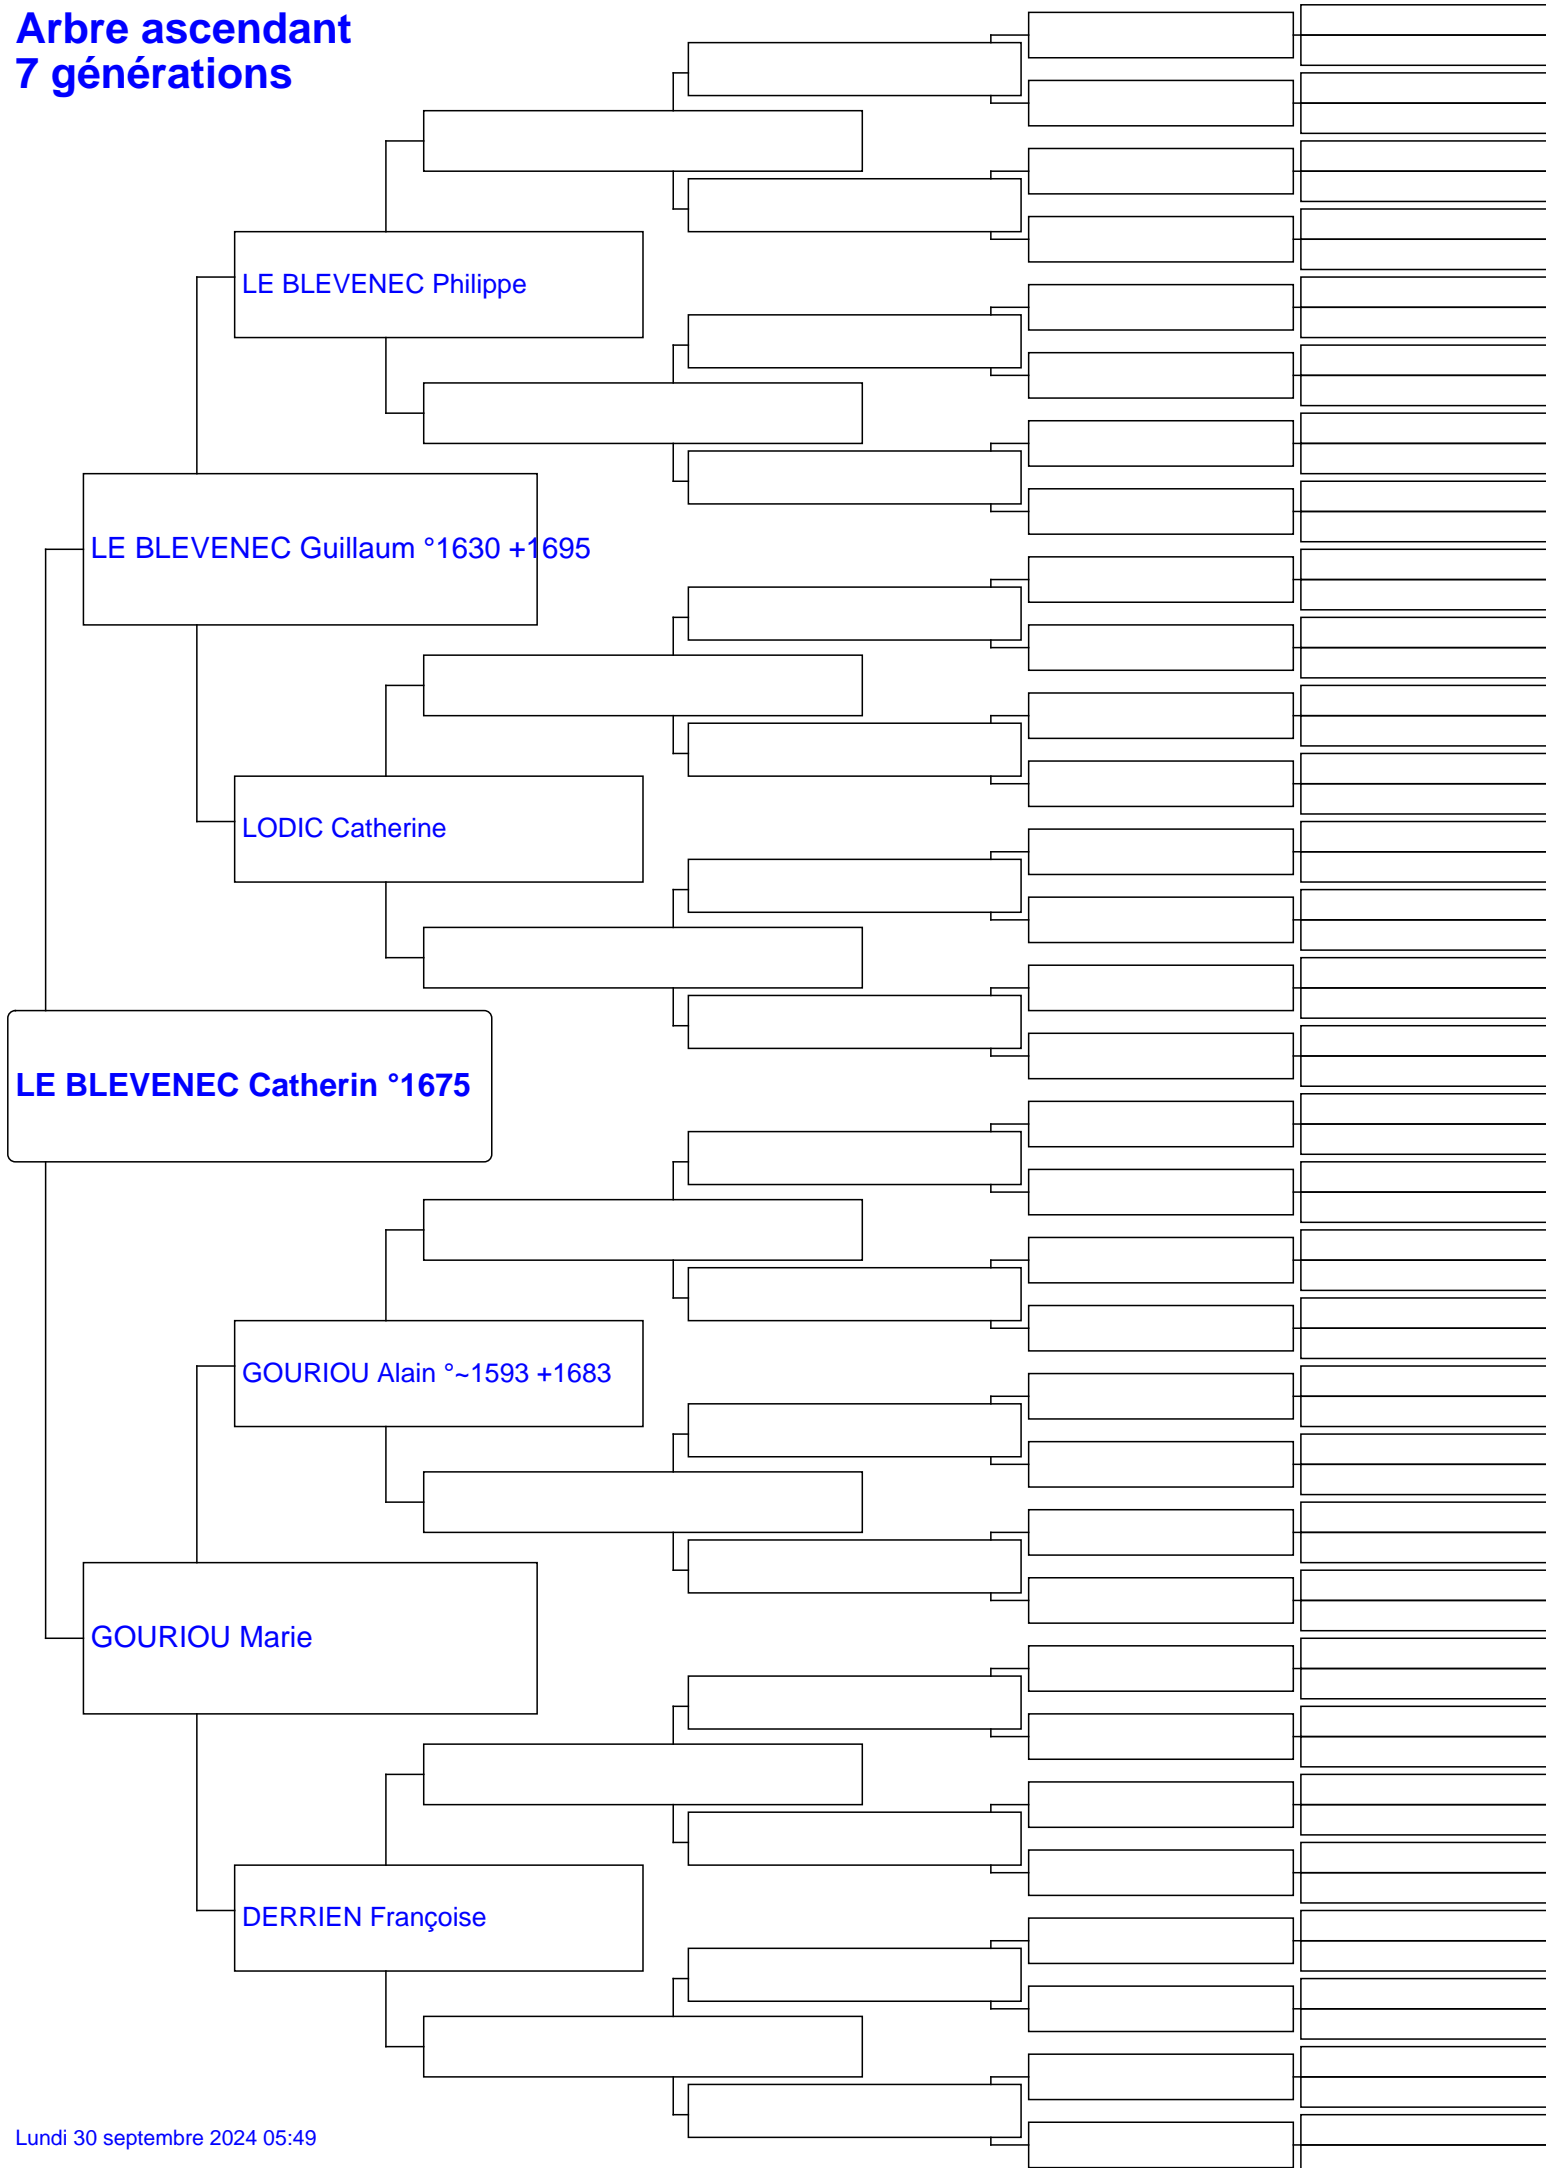 Arbre ascendant
7 générations
LE BLEVENEC Philippe
LE BLEVENEC Guillaum °1630 +1695
LODIC Catherine
LE BLEVENEC Catherin °1675
GOURIOU Alain °~1593 +1683
GOURIOU Marie
DERRIEN Françoise
Lundi 30 septembre 2024 05:49